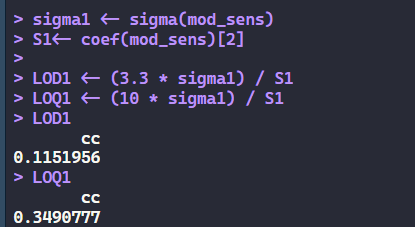 > sigma1 <- sigma(mod_sens)
> S1<- coef(mod_sens)[2]
>
> LOD1 <- (3.3 * sigma1) / S1
> LOQ1 <- (10 * sigma1) / S1
> LOD1
cc
0.1151956
> LOQ1
cc
0.3490777